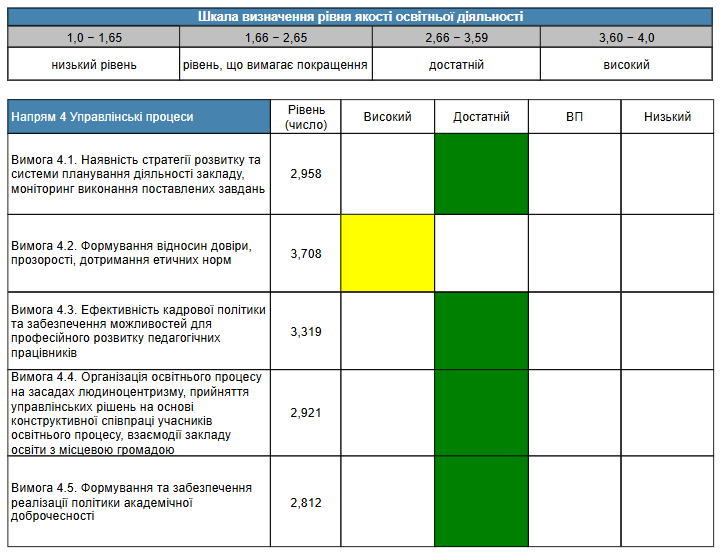 Шкала визначення рівня якості освітньої діяльності
1,0 – 1,65
1,66 – 2,65
2,66 – 3,59
3,60 – 4,0
низький рівень
рівень, що вимагає покращення
достатній
високий
Напрям 4 Управлінські процеси
Рівень
(число)
Високий
Достатній
ВП
Низький
Вимога 4.1. Наявність стратегії розвитку та
системи планування діяльності закладу,
моніторинг виконання поставлених завдань
2,958
Вимога 4.2. Формування відносин довіри,
прозорості, дотримання етичних норм
3,708
Вимога 4.3. Ефективність кадрової політики
та забезпечення можливостей для
професійного розвитку педагогічних
працівників
3,319
Вимога 4.4. Організація освітнього процесу
на засадах людиноцентризму, прийняття
управлінських рішень на основі
конструктивної співпраці учасників
освітнього процесу, взаємодії закладу
освіти з місцевою громадою
2,921
Вимога 4.5. Формування та забезпечення
реалізації політики академічної
доброчесності
2,812